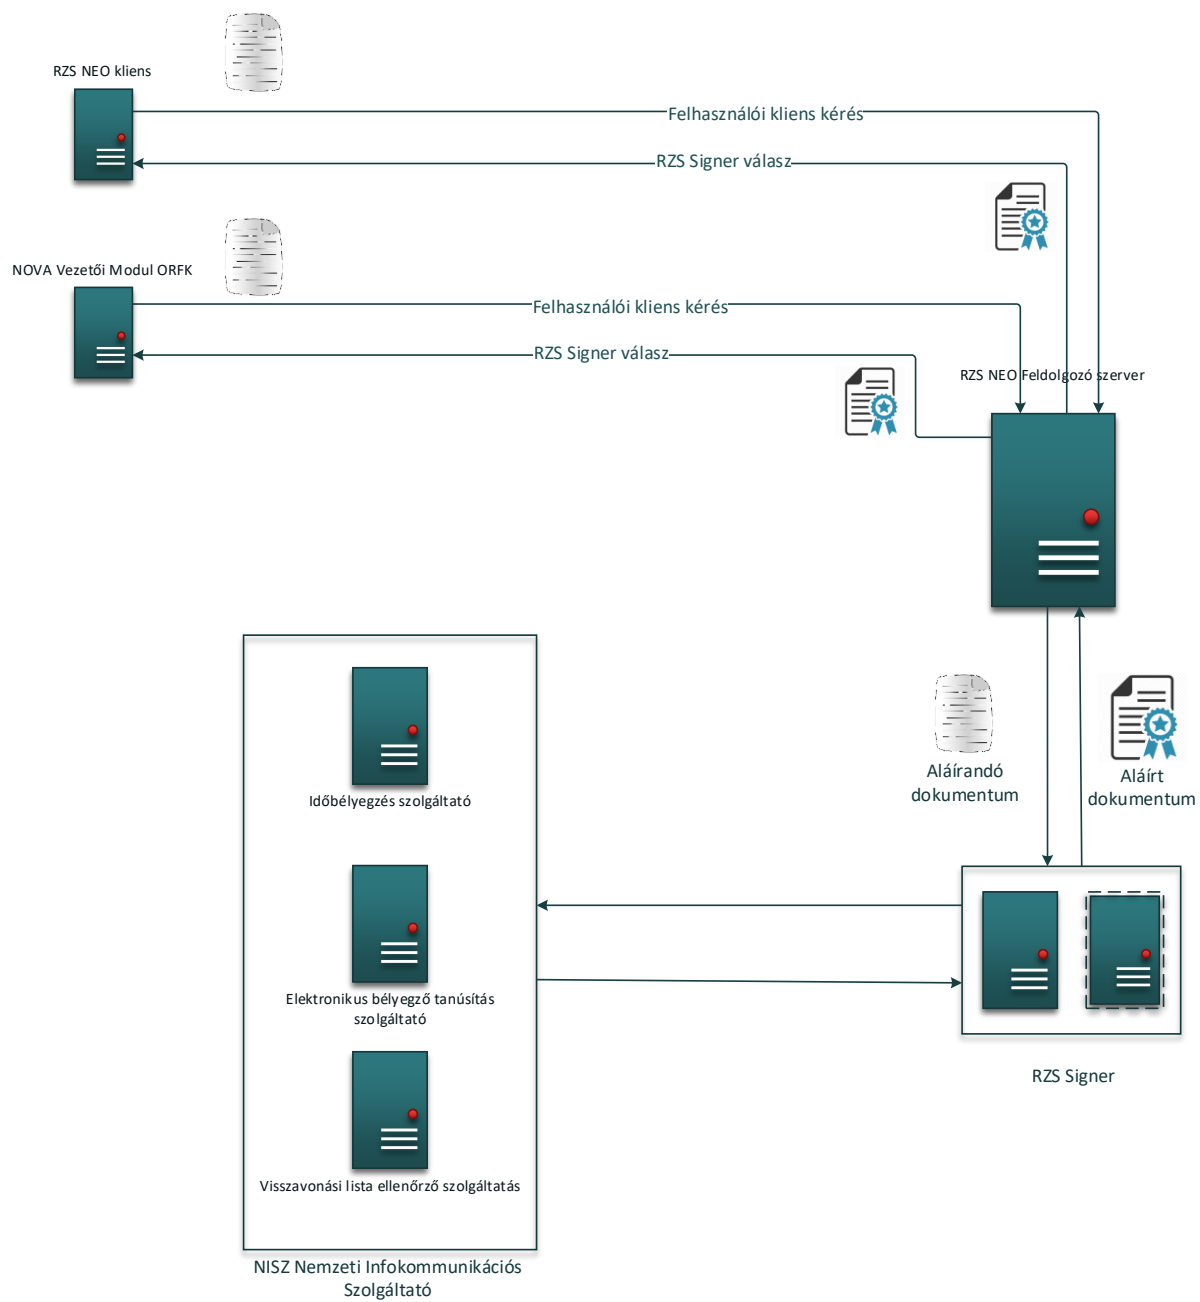 RZS NEO kliens
Felhasználói kliens kérés
RZS Signer válasz
NOVA Vezetői Modul ORFK
Felhasználói kliens kérés
RZS Signer válasz
RZS NEO Feldolgozó szerver
Aláírandó
dokumentum
Aláírt
dokumentum
Időbélyegzés szolgáltató
Elektronikus bélyegző tanúsítás
szolgáltató
RZS Signer
Visszavonási lista ellenőrző szolgáltatás
NISZ Nemzeti Infokommunikációs
Szolgáltató